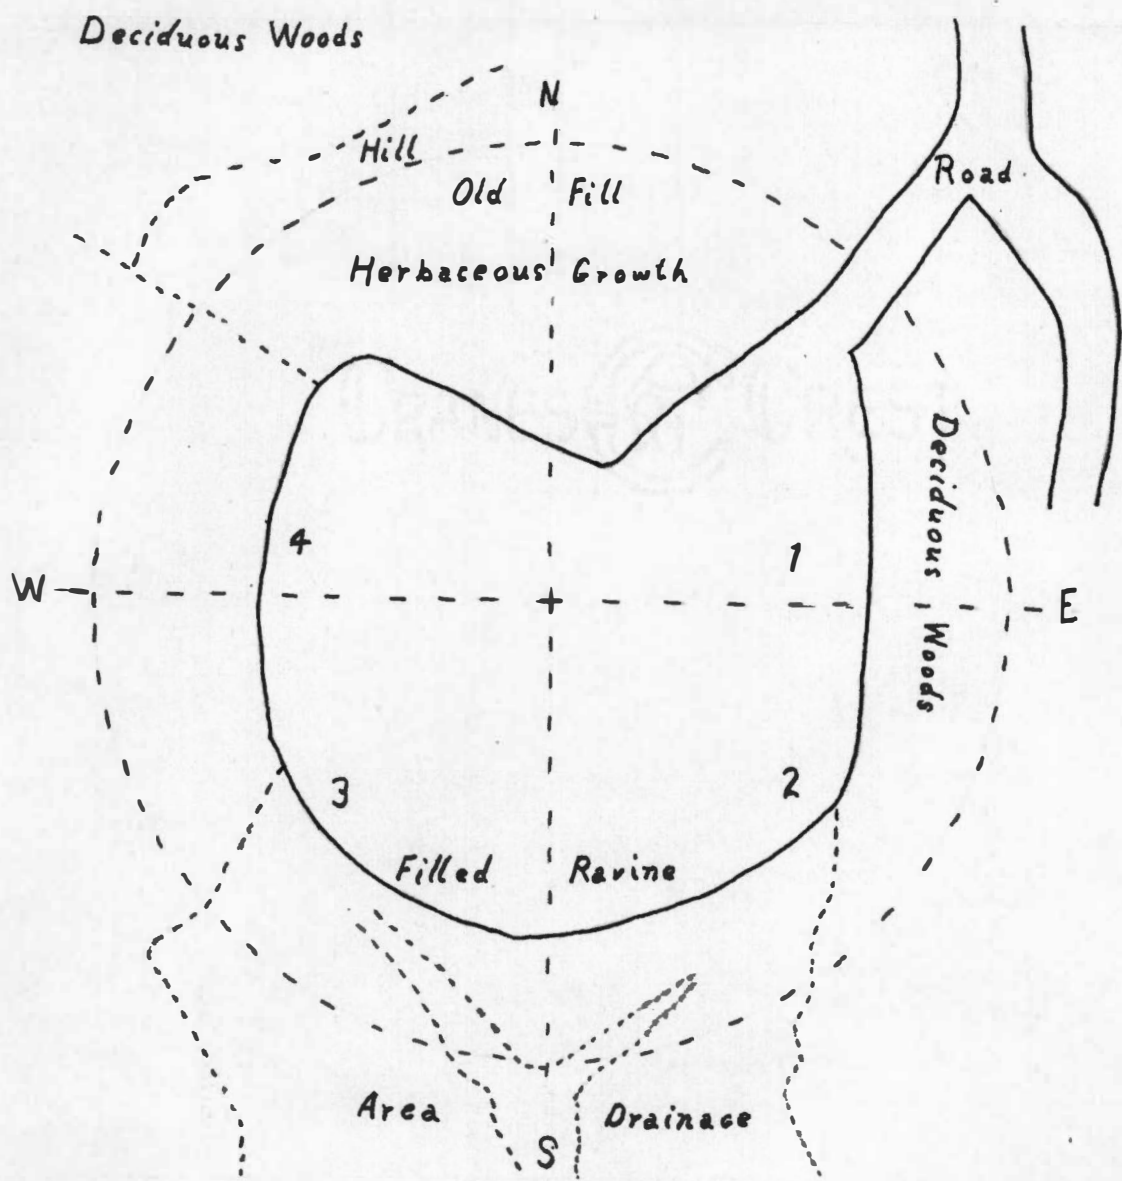 Deciduous Woods
N
Hill
Road
Old Fill
Herbaceous Growth
Deciduous Woods
4
1
W
E
3
2
Filled Ravine
Area Drainage
S